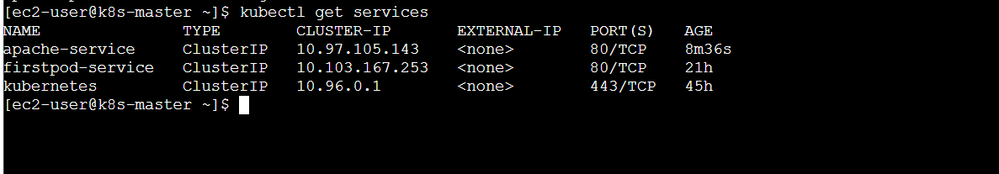 [ec2-user@k8s-master ~]$ kubectl get services
NAME TYPE CLUSTER-IP EXTERNAL-IP PORT(S) AGE
apache-service ClusterIP 10.97.105.143 <none> 80/TCP 8m36s
firstpod-service ClusterIP 10.103.167.253 <none> 80/TCP 21h
kubernetes ClusterIP 10.96.0.1 <none> 443/TCP 45h
[ec2-user@k8s-master ~]$